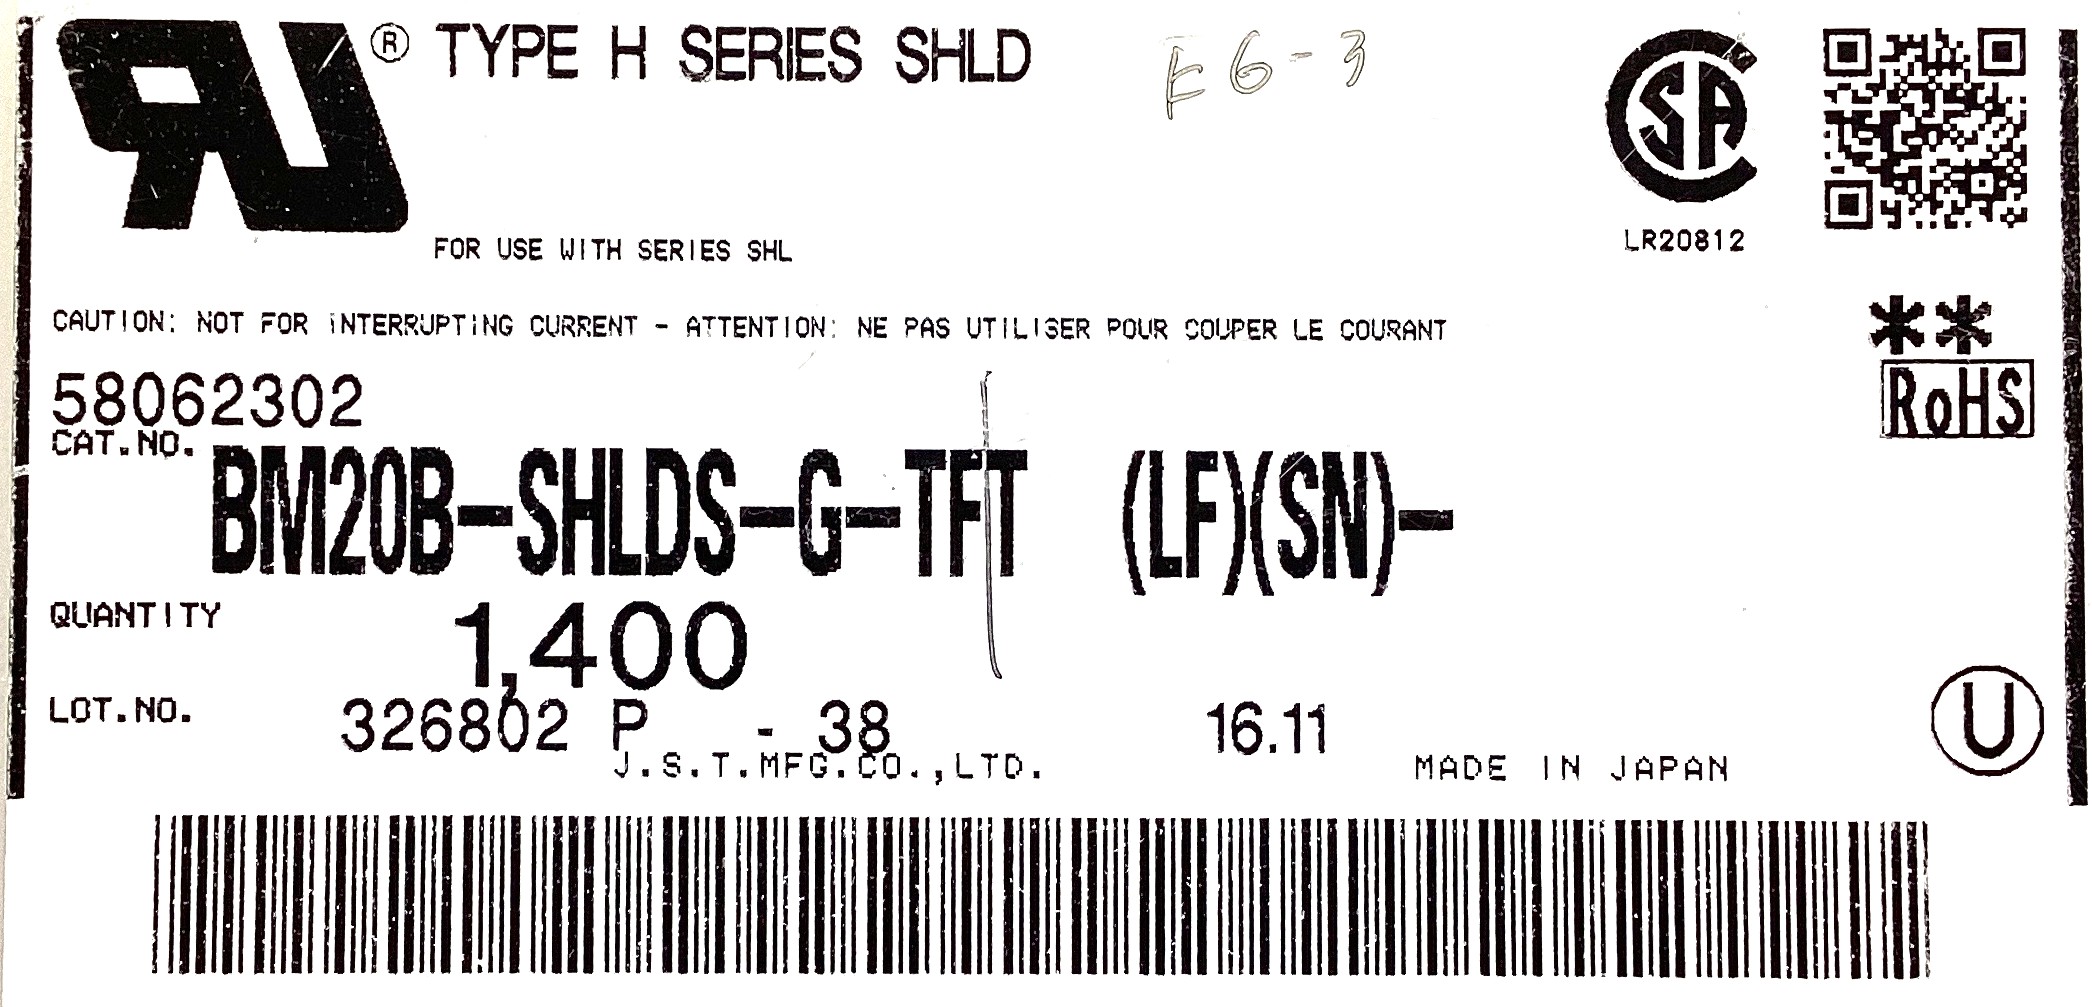 ® TYPE H SERIES SHLD
E6-3
FOR USE WITH SERIES SHL
LR20812
CAUTION: NOT FOR INTERRUPTING CURRENT - ATTENTION: NE PAS UTILISER POUR COUPER LE COURANT
**
RoHS
58062302
CAT.NO. BM20B-SHLDS-G-TFT (LF)(SN)-
QUANTITY 1,400
LOT.NO. 326802 P - 38 16.11
U
J.S.T.MFG.CO.,LTD. MADE IN JAPAN